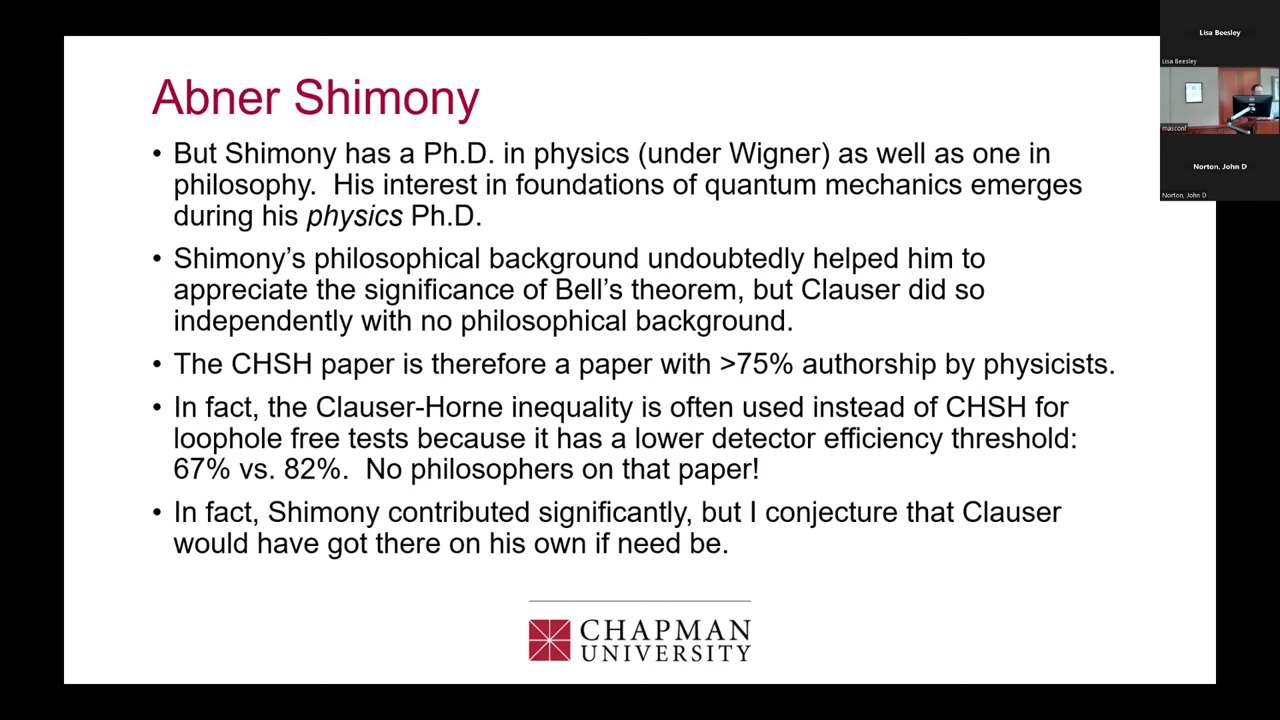 Abner Shimony
• But Shimony has a Ph.D. in physics (under Wigner) as well as one in
philosophy. His interest in foundations of quantum mechanics emerges
during his physics Ph.D.
• Shimony’s philosophical background undoubtedly helped him to
appreciate the significance of Bell’s theorem, but Clauser did so
independently with no philosophical background.
• The CHSH paper is therefore a paper with >75% authorship by physicists.
• In fact, the Clauser-Horne inequality is often used instead of CHSH for
loophole free tests because it has a lower detector efficiency threshold:
67% vs. 82%. No philosophers on that paper!
• In fact, Shimony contributed significantly, but I conjecture that Clauser
would have got there on his own if need be.
CHAPMAN
UNIVERSITY
Lisa Beesley
Lisa Beesley
masconf
Norton, John D
Norton, John D